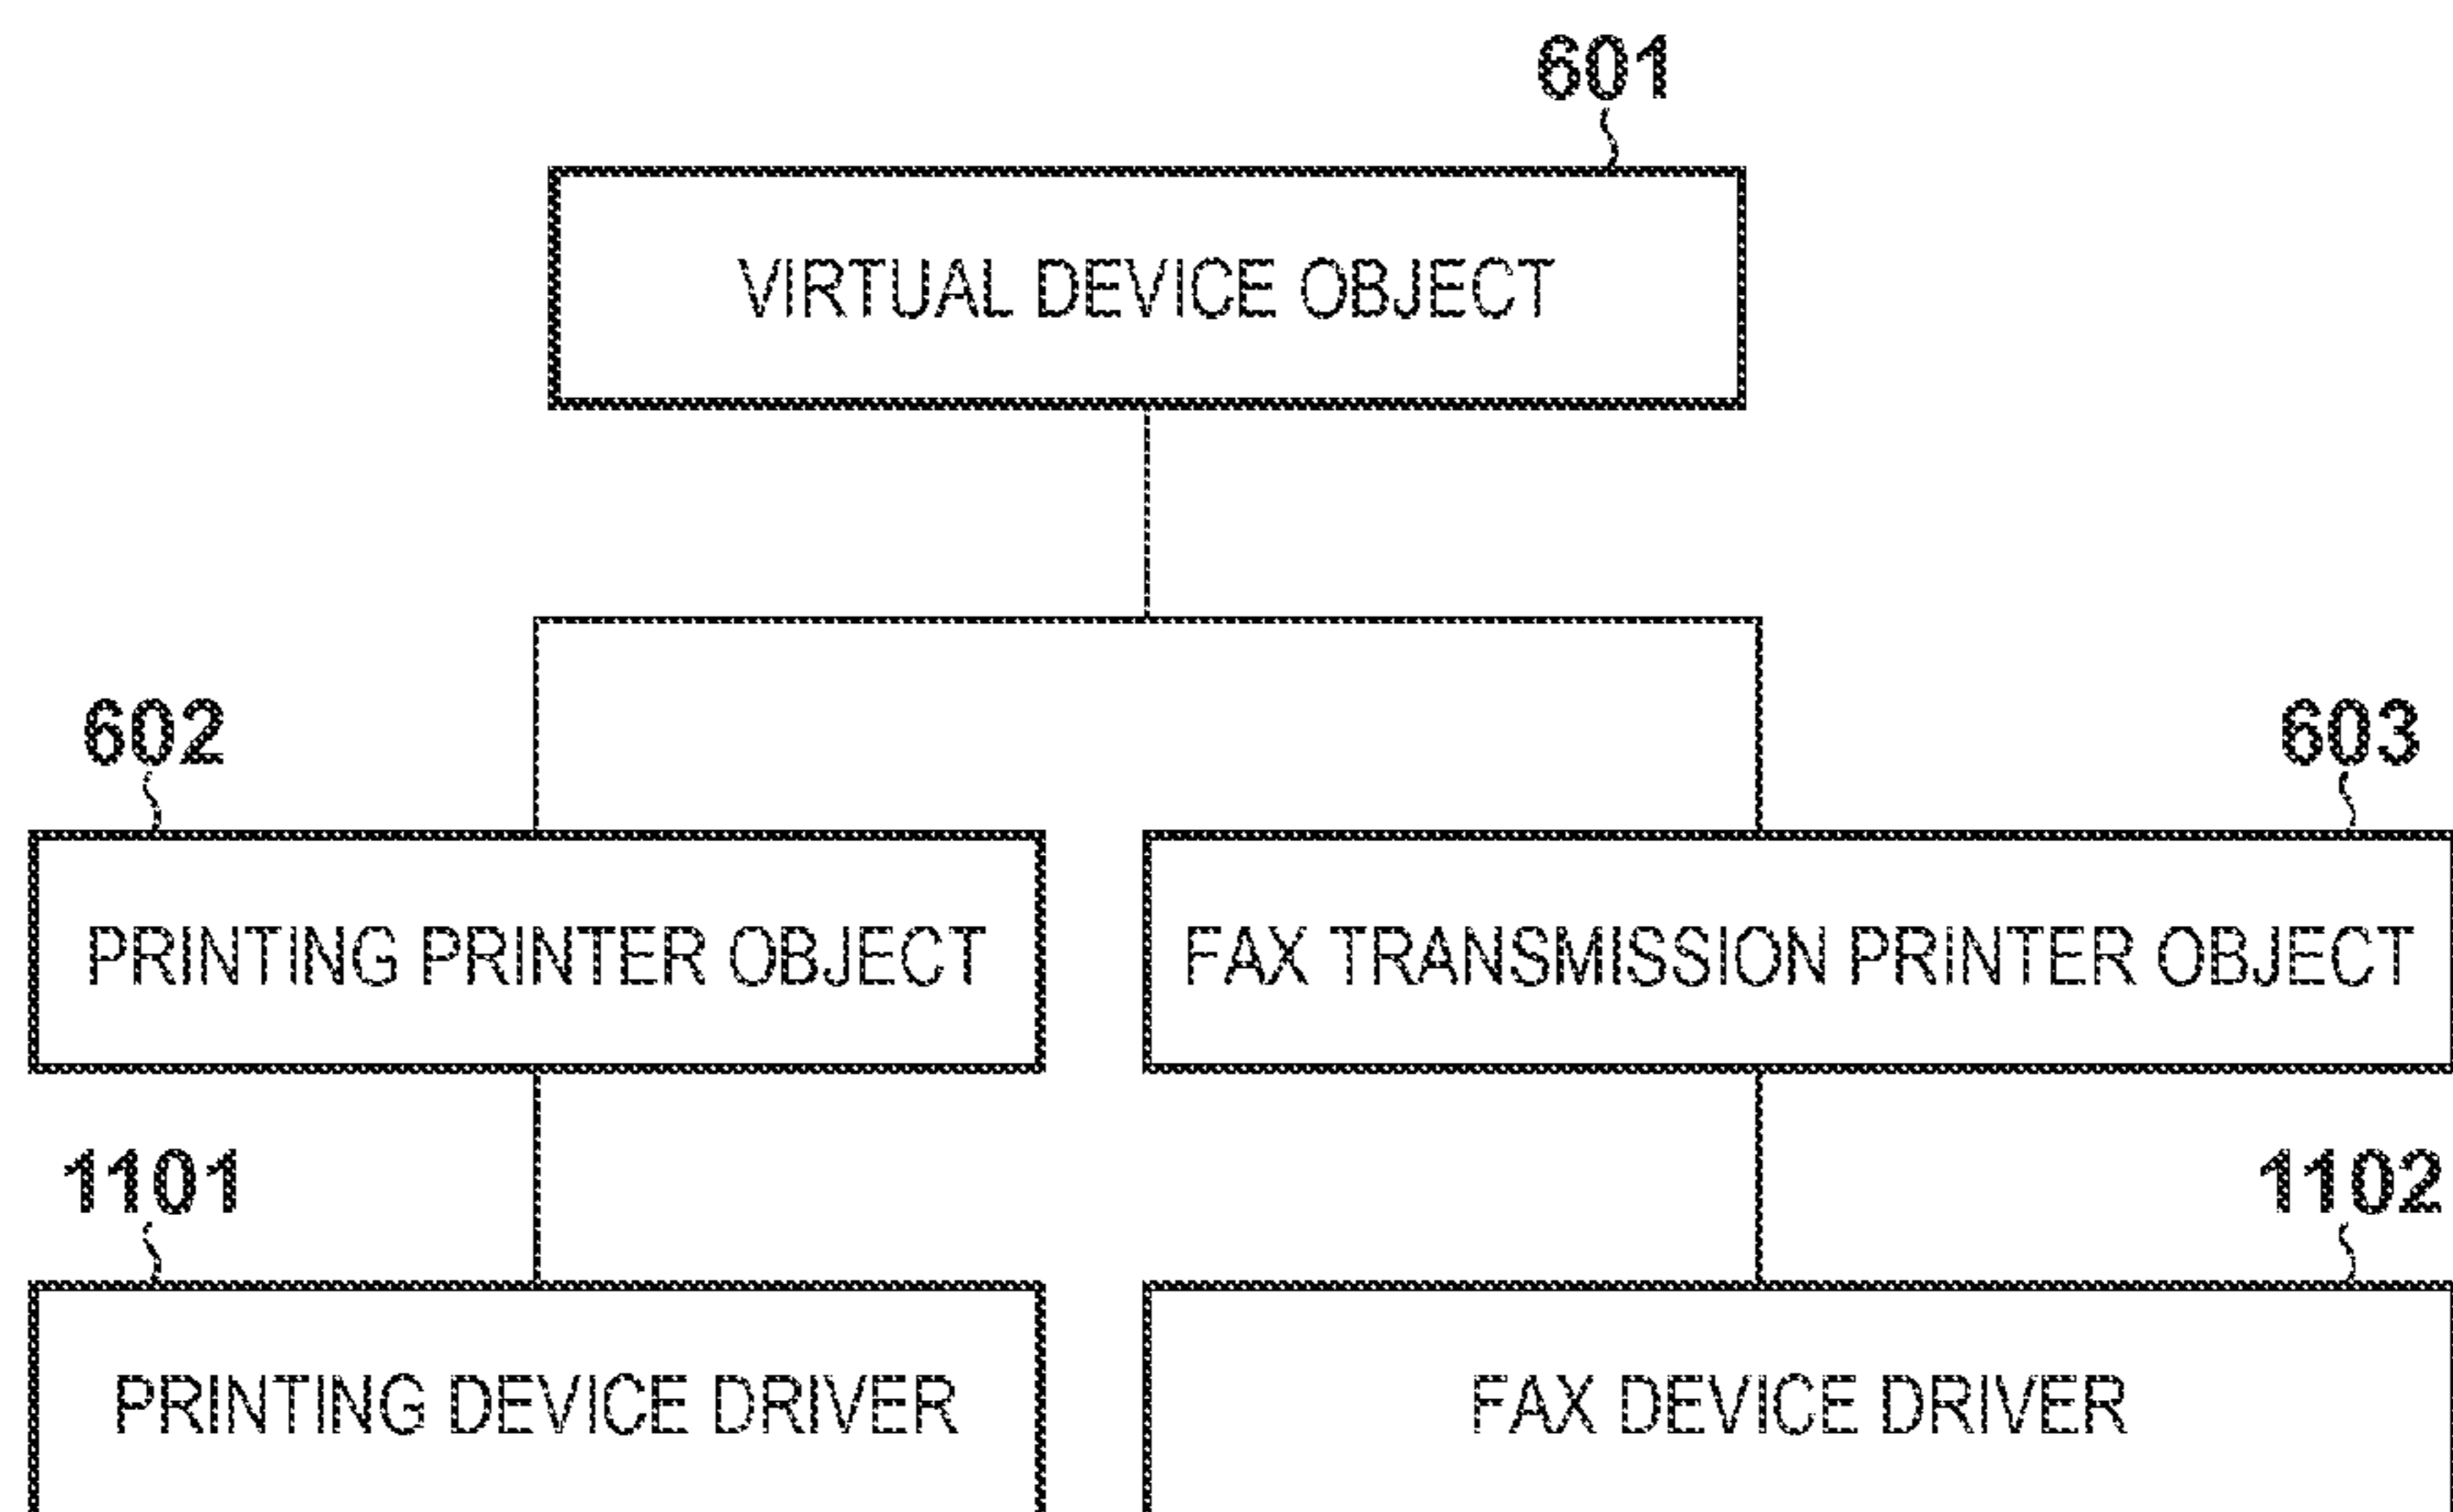 601
VIRTUAL DEVICE OBJECT
602
603
PRINTING PRINTER OBJECT
FAX TRANSMISSION PRINTER OBJECT
1101
1102
PRINTING DEVICE DRIVER
FAX DEVICE DRIVER